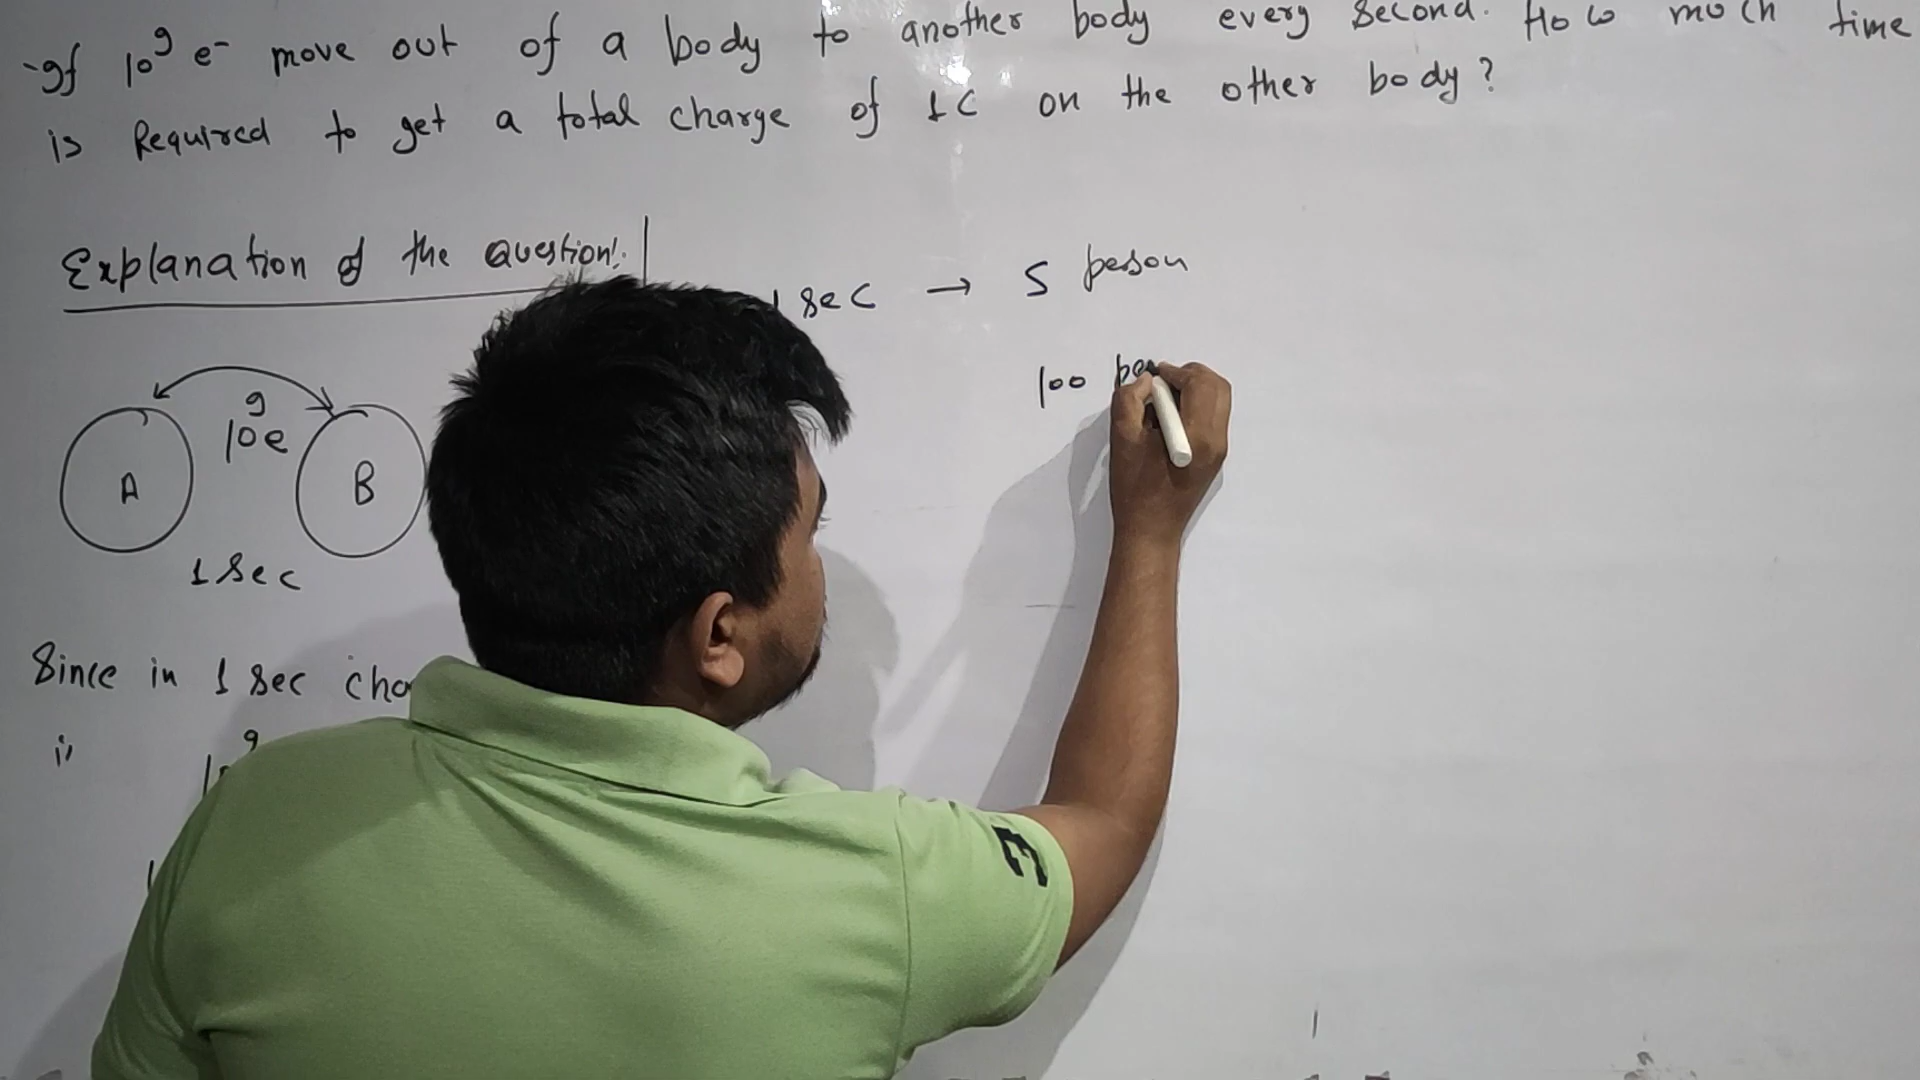 If 10⁹ e⁻ move out of a body to another body every second. How much time
is Required to get a total charge of 1C on the other body?
Explanation of the Question:
1 sec → 5 person
100 pe
10⁹e
A
B
1 sec
Since in 1 sec cha
is
E